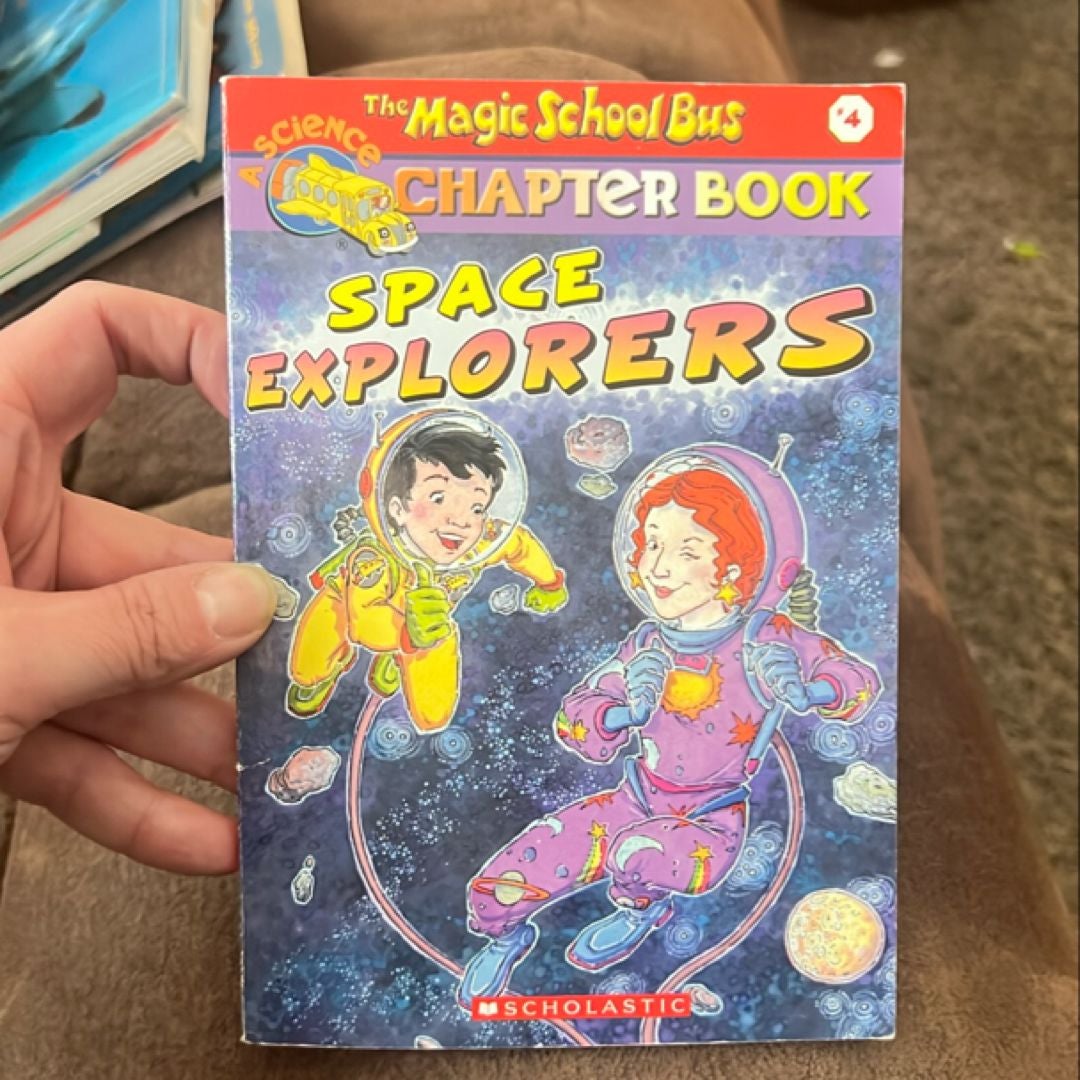 The Magic School Bus
#4
A SCIENCE
CHAPTER BOOK
®
SPACE
EXPLORERS
SCHOLASTIC